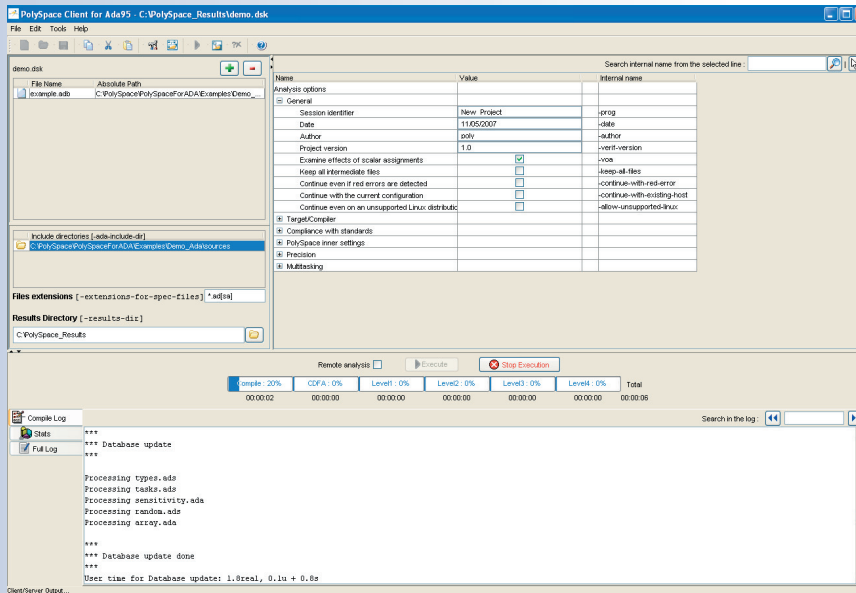 PolySpace Client for Ada95 - C:\PolySpace_Results\demo.dsk
File Edit Tools Help
demo.dsk
File Name Absolute Path
example.adb C:\PolySpace\PolySpaceForADA\Examples\Demo_...
Include directories [-ada-include-dir]
C:\PolySpace\PolySpaceForADA\Examples\Demo_Ada\sources
Files extensions [-extensions-for-spec-files] *.ad[sa]
Results Directory [-results-dir]
C:\PolySpace_Results
Search internal name from the selected line :
Name Value Internal name
Analysis options
General
Session identifier New_Project -prog
Date 11/05/2007 -date
Author poly -author
Project version 1.0 -verif-version
Examine effects of scalar assignments -voa
Keep all intermediate files -keep-all-files
Continue even if red errors are detected -continue-with-red-error
Continue with the current configuration -continue-with-existing-host
Continue even on an unsupported Linux distributic -allow-unsupported-linux
Target/Compiler
Compliance with standards
PolySpace inner settings
Precision
Multitasking
Remote analysis Execute Stop Execution
ompile : 20% CDFA : 0% Level1 : 0% Level2 : 0% Level3 : 0% Level4 : 0% Total
00:00:02 00:00:00 00:00:00 00:00:00 00:00:00 00:00:00 00:00:06
Compile Log
Stats
Full Log
Search in the log :
***
*** Database update
***
Processing types.ads
Processing tasks.ads
Processing sensitivity.ada
Processing random.ads
Processing array.ada
***
*** Database update done
***
User time for Database update: 1.8real, 0.1u + 0.8s
Client/Server Output...